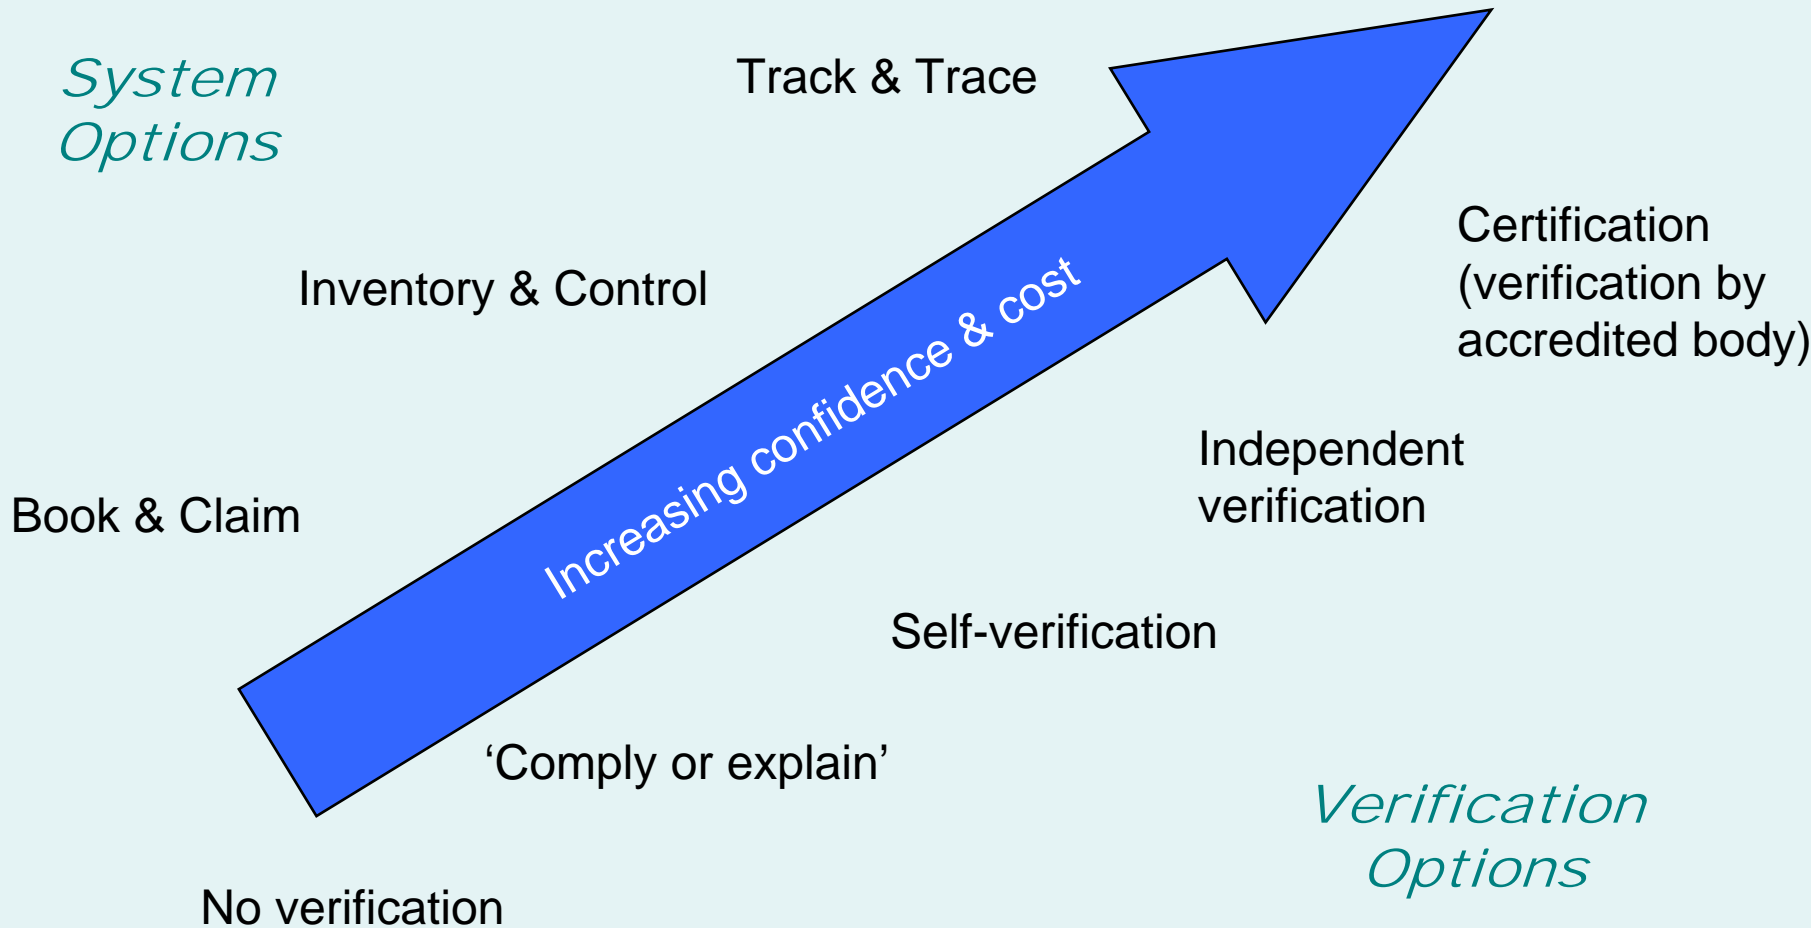 System
Options
Track & Trace
Inventory & Control
Book & Claim
Increasing confidence & cost
Certification
(verification by
accredited body)
Independent
verification
Self-verification
‘Comply or explain’
No verification
Verification
Options